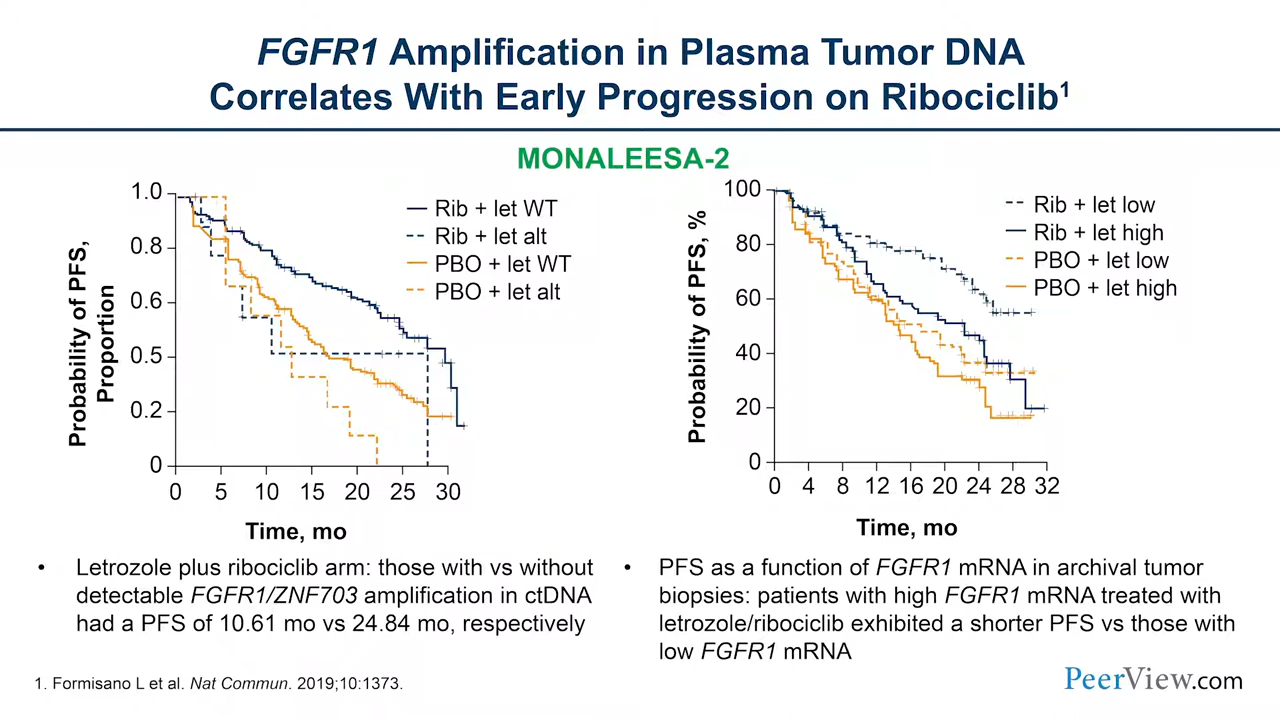 FGFR1 Amplification in Plasma Tumor DNA
Correlates With Early Progression on Ribociclib¹
MONALEESA-2
Probability of PFS,
Proportion
1.0
0.8
0.6
0.5
0.2
0
0 5 10 15 20 25 30
Time, mo
Rib + let WT
Rib + let alt
PBO + let WT
PBO + let alt
Probability of PFS, %
100
80
60
40
20
0
0 4 8 12 16 20 24 28 32
Time, mo
Rib + let low
Rib + let high
PBO + let low
PBO + let high
• Letrozole plus ribociclib arm: those with vs without
detectable FGFR1/ZNF703 amplification in ctDNA
had a PFS of 10.61 mo vs 24.84 mo, respectively
• PFS as a function of FGFR1 mRNA in archival tumor
biopsies: patients with high FGFR1 mRNA treated with
letrozole/ribociclib exhibited a shorter PFS vs those with
low FGFR1 mRNA
1. Formisano L et al. Nat Commun. 2019;10:1373.
PeerView.com